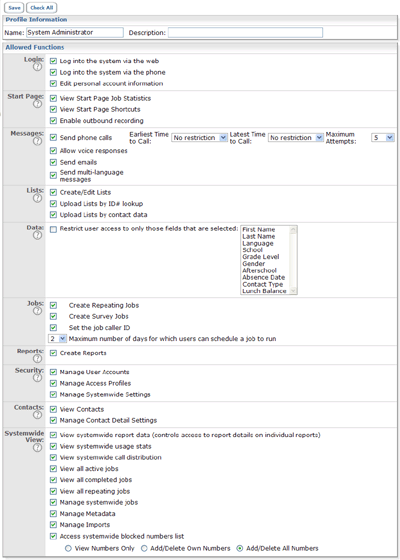 Save Check All
Profile Information
Name: System Administrator Description:
Allowed Functions
Login: Log into the system via the web
Log into the system via the phone
Edit personal account information
Start Page: View Start Page Job Statistics
View Start Page Shortcuts
Enable outbound recording
Messages: Send phone calls Earliest Time to Call: No restriction Latest Time to Call: No restriction Maximum Attempts: 5
Allow voice responses
Send emails
Send multi-language
messages
Lists: Create/Edit Lists
Upload Lists by ID# lookup
Upload Lists by contact data
Data: Restrict user access to only those fields that are selected: First Name
Last Name
Language
School
Grade Level
Gender
Afterschool
Absence Date
Contact Type
Lunch Balance
Jobs: Create Repeating Jobs
Create Survey Jobs
Set the job caller ID
2 Maximum number of days for which users can schedule a job to run
Reports: Create Reports
Security: Manage User Accounts
Manage Access Profiles
Manage Systemwide Settings
Contacts: View Contacts
Manage Contact Detail Settings
Systemwide View: View systemwide report data (controls access to report details on individual reports)
View systemwide usage stats
View systemwide call distribution
View all active jobs
View all completed jobs
View all repeating jobs
Manage systemwide jobs
Manage Metadata
Manage Imports
Access systemwide blocked numbers list
View Numbers Only Add/Delete Own Numbers Add/Delete All Numbers